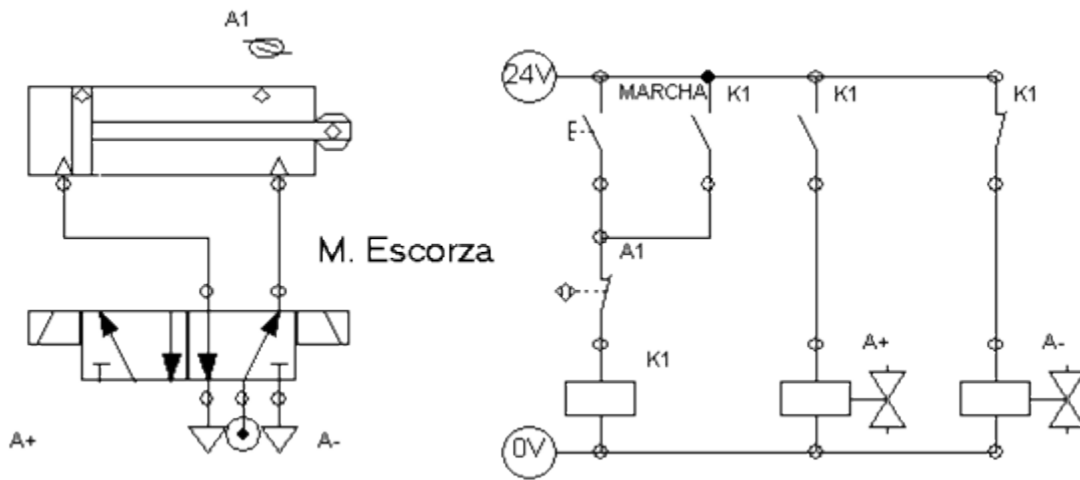 A1
24V
MARCHA
K1
K1
K1
M. Escorza
A1
K1
A+
A-
A+
A-
0V